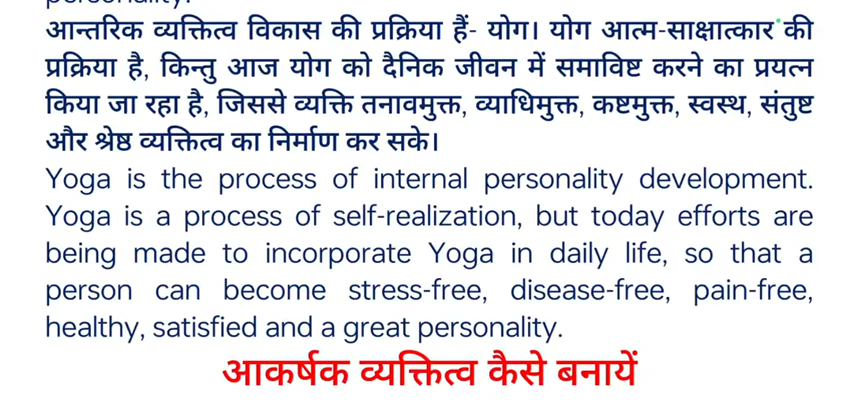 personality.
आन्तरिक व्यक्तित्व विकास की प्रक्रिया हैं- योग। योग आत्म-साक्षात्कार की
प्रक्रिया है, किन्तु आज योग को दैनिक जीवन में समाविष्ट करने का प्रयत्न
किया जा रहा है, जिससे व्यक्ति तनावमुक्त, व्याधिमुक्त, कष्टमुक्त, स्वस्थ, संतुष्ट
और श्रेष्ठ व्यक्तित्व का निर्माण कर सके।
Yoga is the process of internal personality development.
Yoga is a process of self-realization, but today efforts are
being made to incorporate Yoga in daily life, so that a
person can become stress-free, disease-free, pain-free,
healthy, satisfied and a great personality.
आकर्षक व्यक्तित्व कैसे बनायें